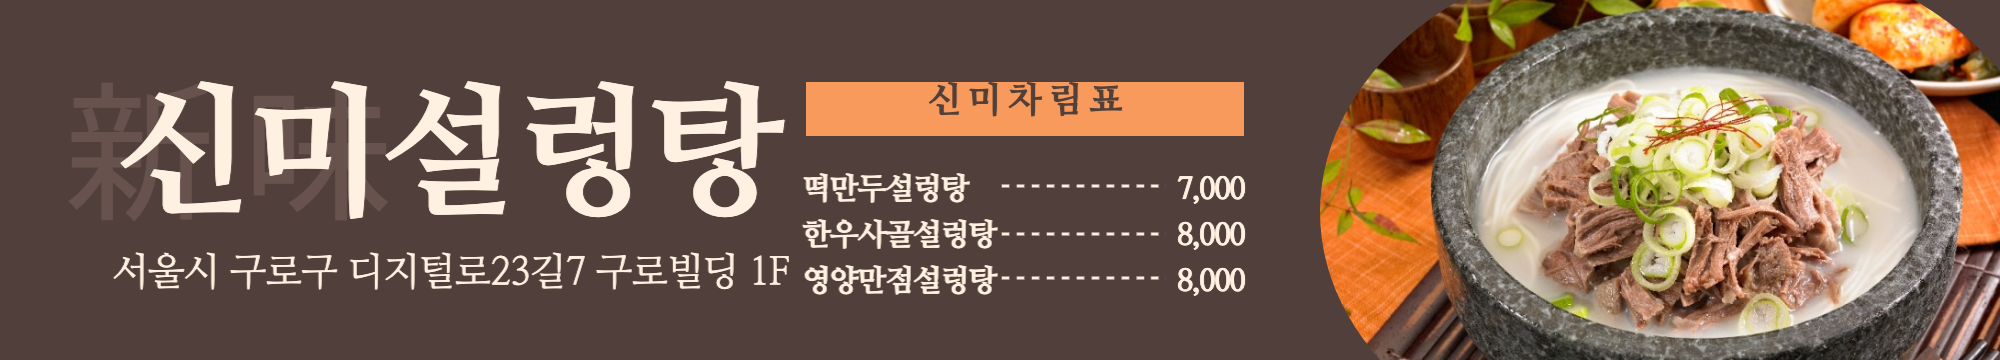 新味
신미설렁탕
서울시 구로구 디지털로23길7 구로빌딩 1F
신미차림표
떡만두설렁탕 ----------- 7,000
한우사골설렁탕----------- 8,000
영양만점설렁탕----------- 8,000